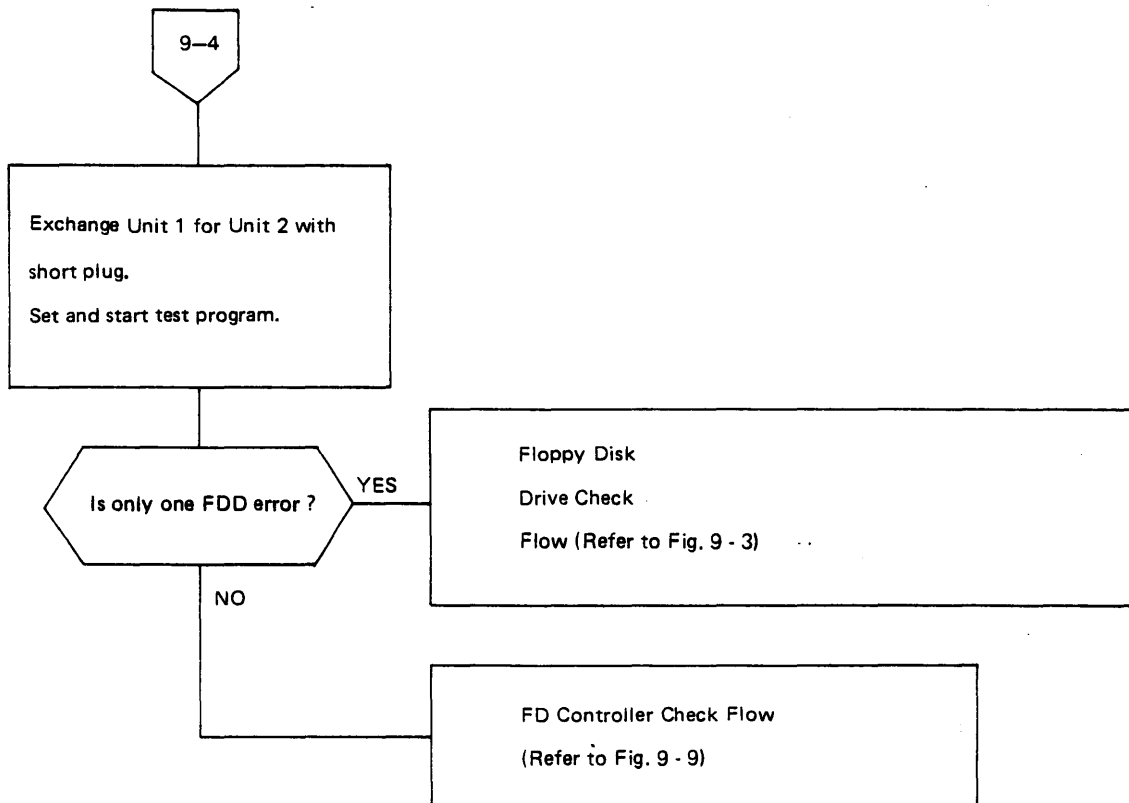 9–4
Exchange Unit 1 for Unit 2 with
short plug.
Set and start test program.
Is only one FDD error ?
YES
Floppy Disk
Drive Check
Flow (Refer to Fig. 9 - 3)
NO
FD Controller Check Flow
(Refer to Fig. 9 - 9)